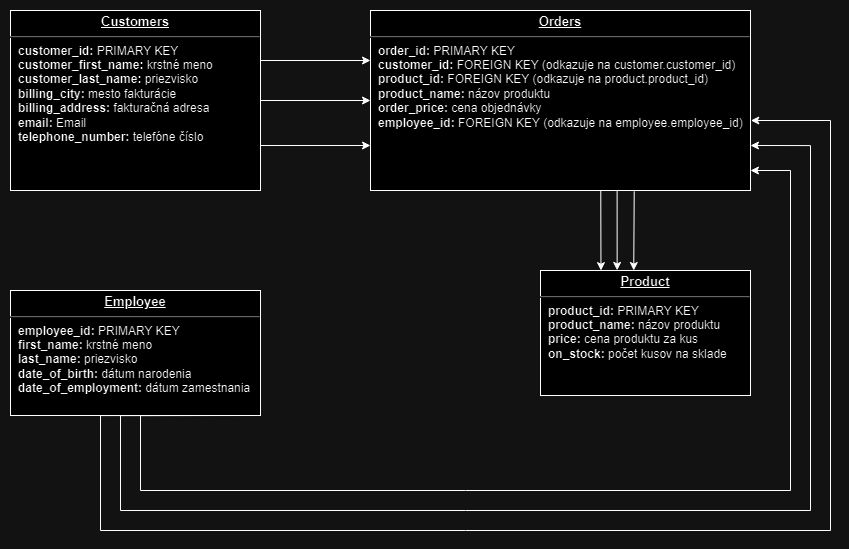 Customers
customer_id: PRIMARY KEY
customer_first_name: krstné meno
customer_last_name: priezvisko
billing_city: mesto fakturácie
billing_address: fakturačná adresa
email: Email
telephone_number: telefóne číslo
Orders
order_id: PRIMARY KEY
customer_id: FOREIGN KEY (odkazuje na customer.customer_id)
product_id: FOREIGN KEY (odkazuje na product.product_id)
product_name: názov produktu
order_price: cena objednávky
employee_id: FOREIGN KEY (odkazuje na employee.employee_id)
Employee
employee_id: PRIMARY KEY
first_name: krstné meno
last_name: priezvisko
date_of_birth: dátum narodenia
date_of_employment: dátum zamestnania
Product
product_id: PRIMARY KEY
product_name: názov produktu
price: cena produktu za kus
on_stock: počet kusov na sklade